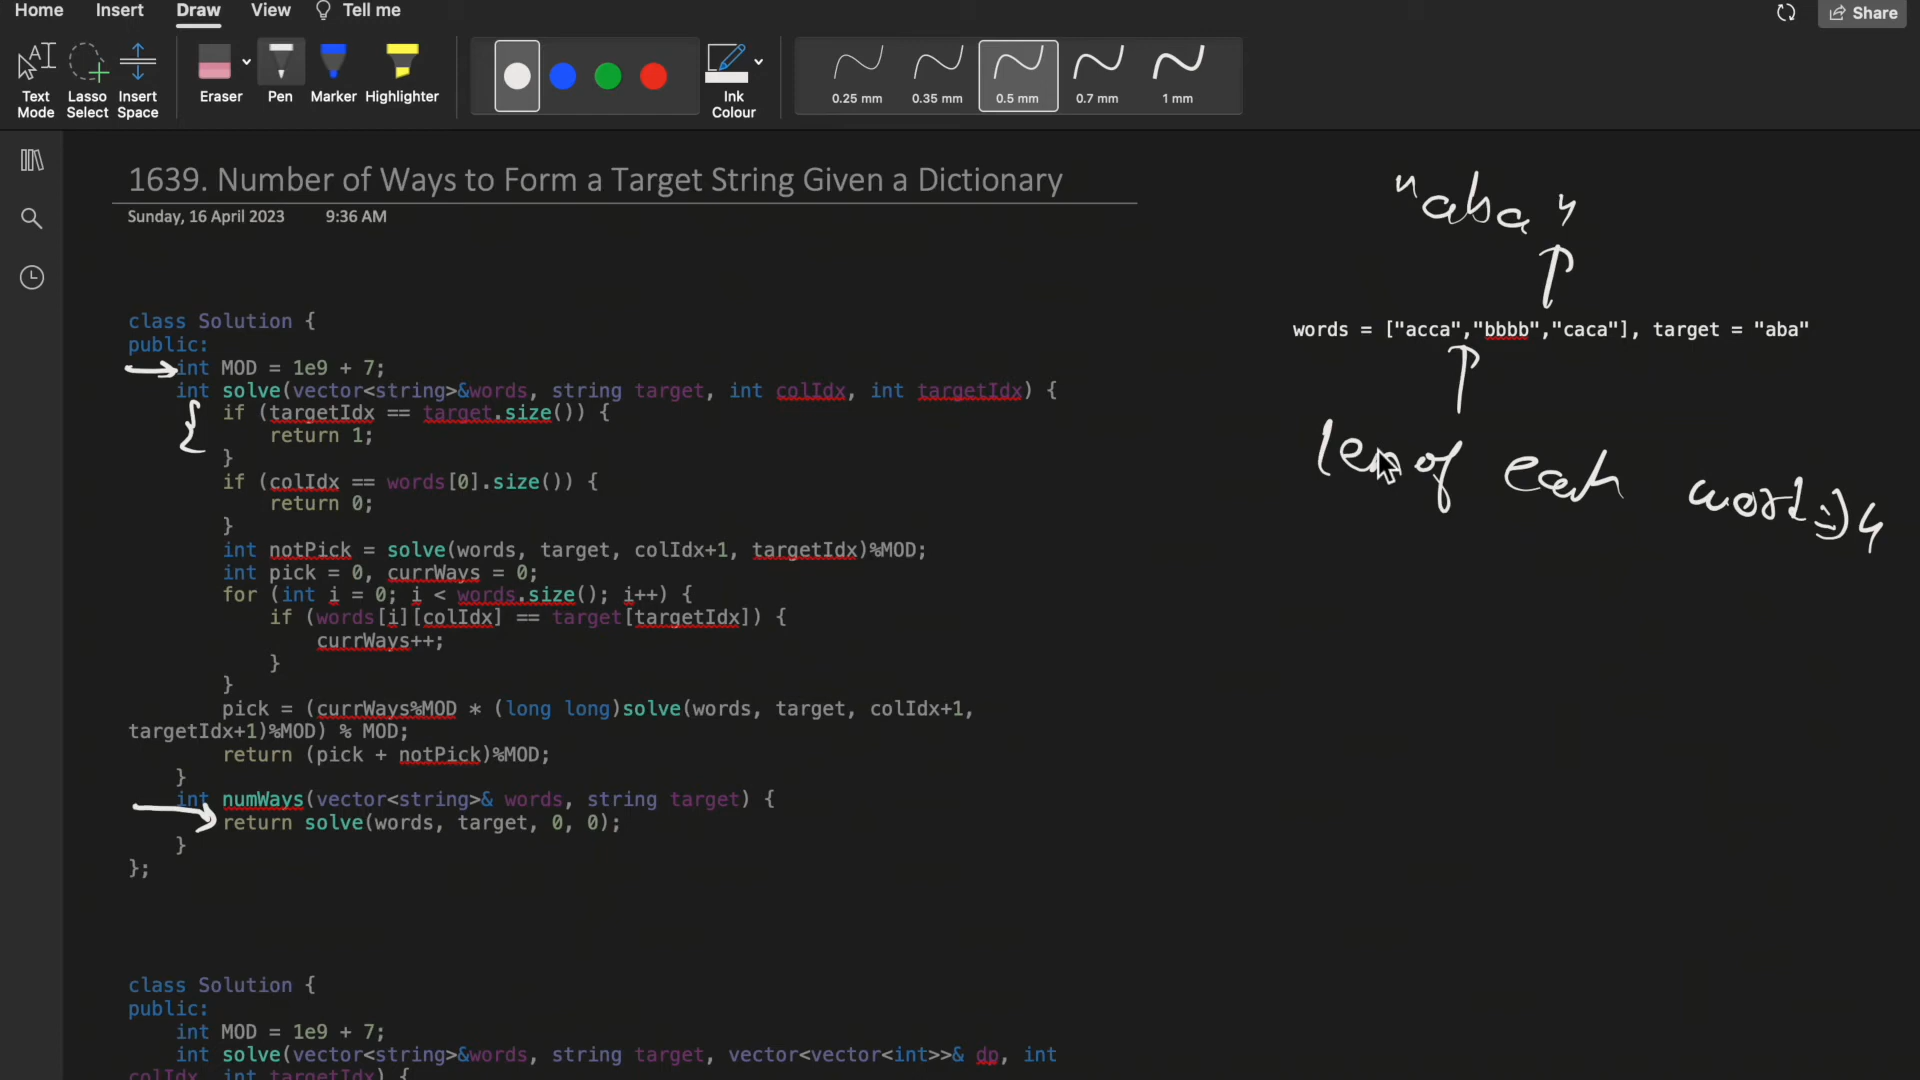 Home Insert Draw View Tell me Share
Text Mode Lasso Select Insert Space Eraser Pen Marker Highlighter Ink Colour 0.25 mm 0.35 mm 0.5 mm 0.7 mm 1 mm
1639. Number of Ways to Form a Target String Given a Dictionary
Sunday, 16 April 2023 9:36 AM
"aba"
words = ["acca","bbbb","caca"], target = "aba"
len of each word => 4
class Solution {
public:
int MOD = 1e9 + 7;
int solve(vector<string>&words, string target, int colIdx, int targetIdx) {
if (targetIdx == target.size()) {
return 1;
}
if (colIdx == words[0].size()) {
return 0;
}
int notPick = solve(words, target, colIdx+1, targetIdx)%MOD;
int pick = 0, currWays = 0;
for (int i = 0; i < words.size(); i++) {
if (words[i][colIdx] == target[targetIdx]) {
currWays++;
}
}
pick = (currWays%MOD * (long long)solve(words, target, colIdx+1,
targetIdx+1)%MOD) % MOD;
return (pick + notPick)%MOD;
}
int numWays(vector<string>& words, string target) {
return solve(words, target, 0, 0);
}
};
class Solution {
public:
int MOD = 1e9 + 7;
int solve(vector<string>&words, string target, vector<vector<int>>& dp, int
colIdx, int targetIdx) {